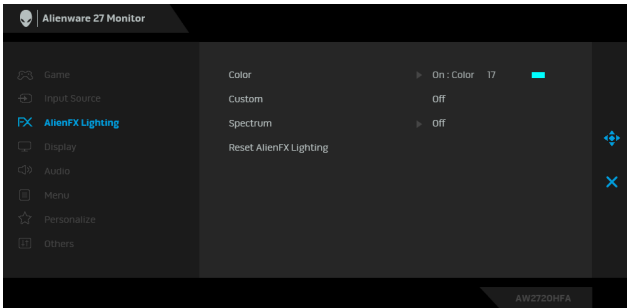 Alienware 27 Monitor
Game
Input Source
FX AlienFX Lighting
Display
Audio
Menu
Personalize
Others
Color On : Color 17
Custom Off
Spectrum Off
Reset AlienFX Lighting
AW2720HFA